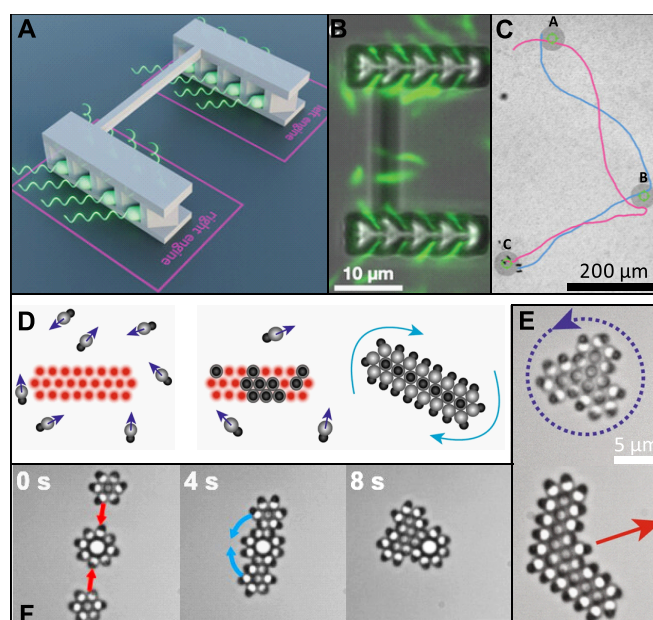 A
left engine
right engine
B
10 μm
C
A
B
C
200 μm
D
E
5 μm
0 s
4 s
8 s
F